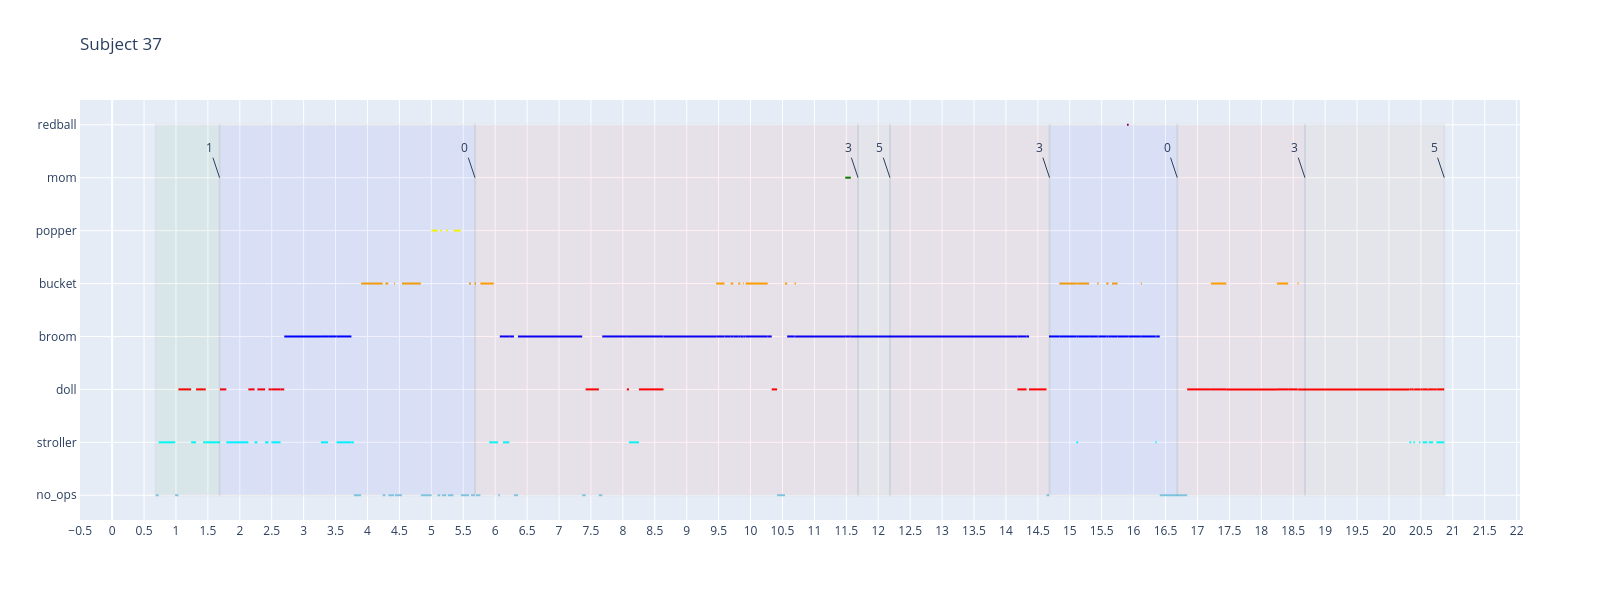 Subject 37
redball
1 0 3 5 3 0 3 5
mom
popper
bucket
broom
doll
stroller
no_ops
−0.5 0 0.5 1 1.5 2 2.5 3 3.5 4 4.5 5 5.5 6 6.5 7 7.5 8 8.5 9 9.5 10 10.5 11 11.5 12 12.5 13 13.5 14 14.5 15 15.5 16 16.5 17 17.5 18 18.5 19 19.5 20 20.5 21 21.5 22